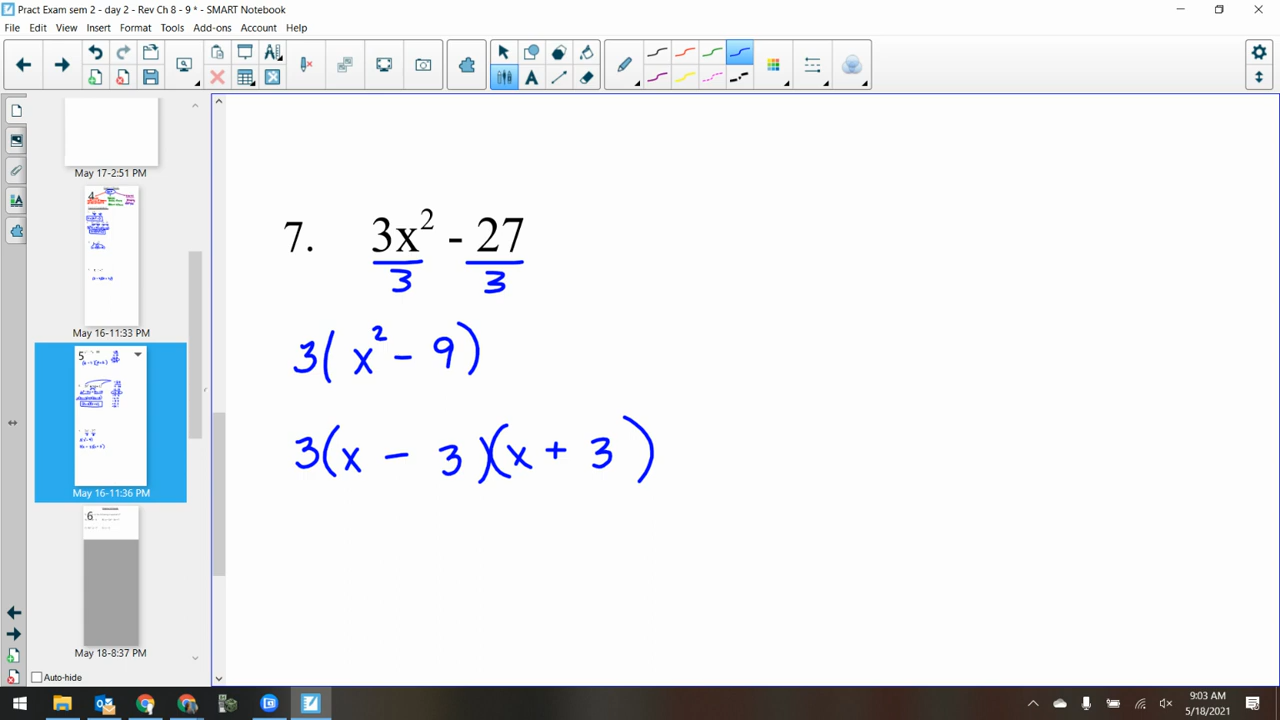 Pract Exam sem 2 - day 2 - Rev Ch 8 - 9 * - SMART Notebook
File Edit View Insert Format Tools Add-ons Account Help
May 17-2:51 PM
4
May 16-11:33 PM
5
May 16-11:36 PM
6
May 18-8:37 PM
Auto-hide
7. 3x² - 27
3 3
3( x² - 9 )
3( x - 3 )( x + 3 )
9:03 AM
5/18/2021